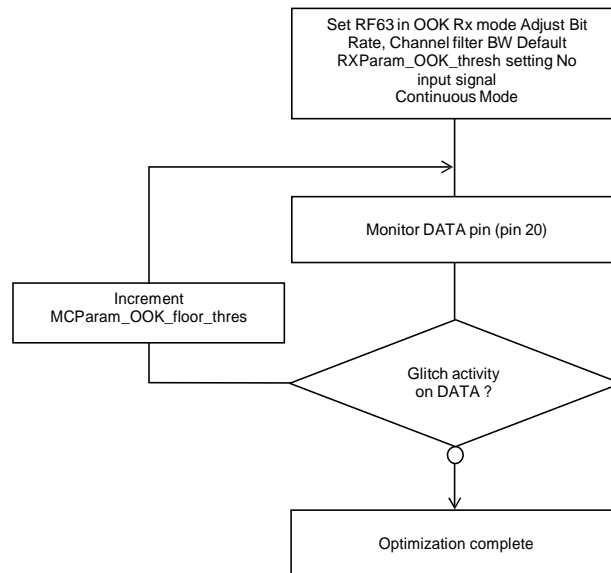 Set RF63 in OOK Rx mode Adjust Bit
Rate, Channel filter BW Default
RXParam_OOK_thresh setting No
input signal
Continuous Mode
Monitor DATA pin (pin 20)
Increment
MCParam_OOK_floor_thres
Glitch activity
on DATA ?
Optimization complete